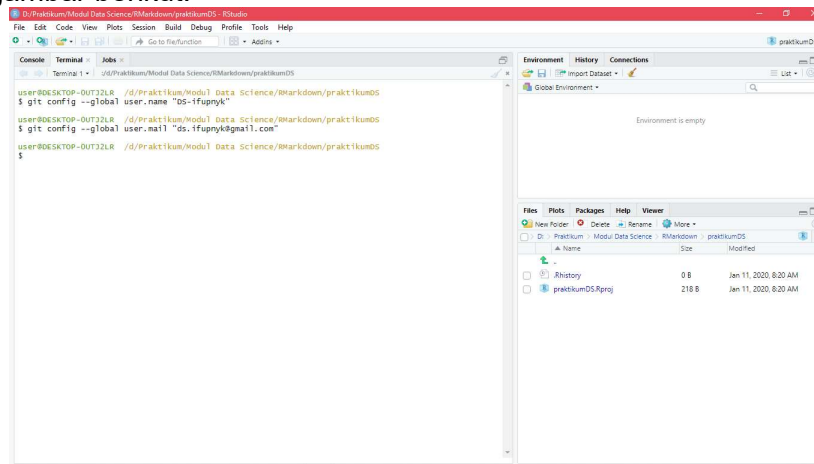 gambar berikut.
D:/Praktikum/Modul Data Science/RMarkdown/praktikumDS - RStudio
File Edit Code View Plots Session Build Debug Profile Tools Help
Go to file/function Addins
praktikumD
Console Terminal Jobs
Terminal 1 /d/Praktikum/Modul Data Science/RMarkdown/praktikumDS
user@DESKTOP-OUTJ2LR /d/Praktikum/Modul Data Science/RMarkdown/praktikumDS
$ git config --global user.name "DS-ifupnyk"
user@DESKTOP-OUTJ2LR /d/Praktikum/Modul Data Science/RMarkdown/praktikumDS
$ git config --global user.mail "ds.ifupnyk@gmail.com"
user@DESKTOP-OUTJ2LR /d/Praktikum/Modul Data Science/RMarkdown/praktikumDS
$
Environment History Connections
Import Dataset List
Global Environment
Environment is empty
Files Plots Packages Help Viewer
New Folder Delete Rename More
D: Praktikum Modul Data Science RMarkdown praktikumDS
Name Size Modified
..
.Rhistory 0 B Jan 11, 2020, 8:20 AM
praktikumDS.Rproj 218 B Jan 11, 2020, 8:20 AM